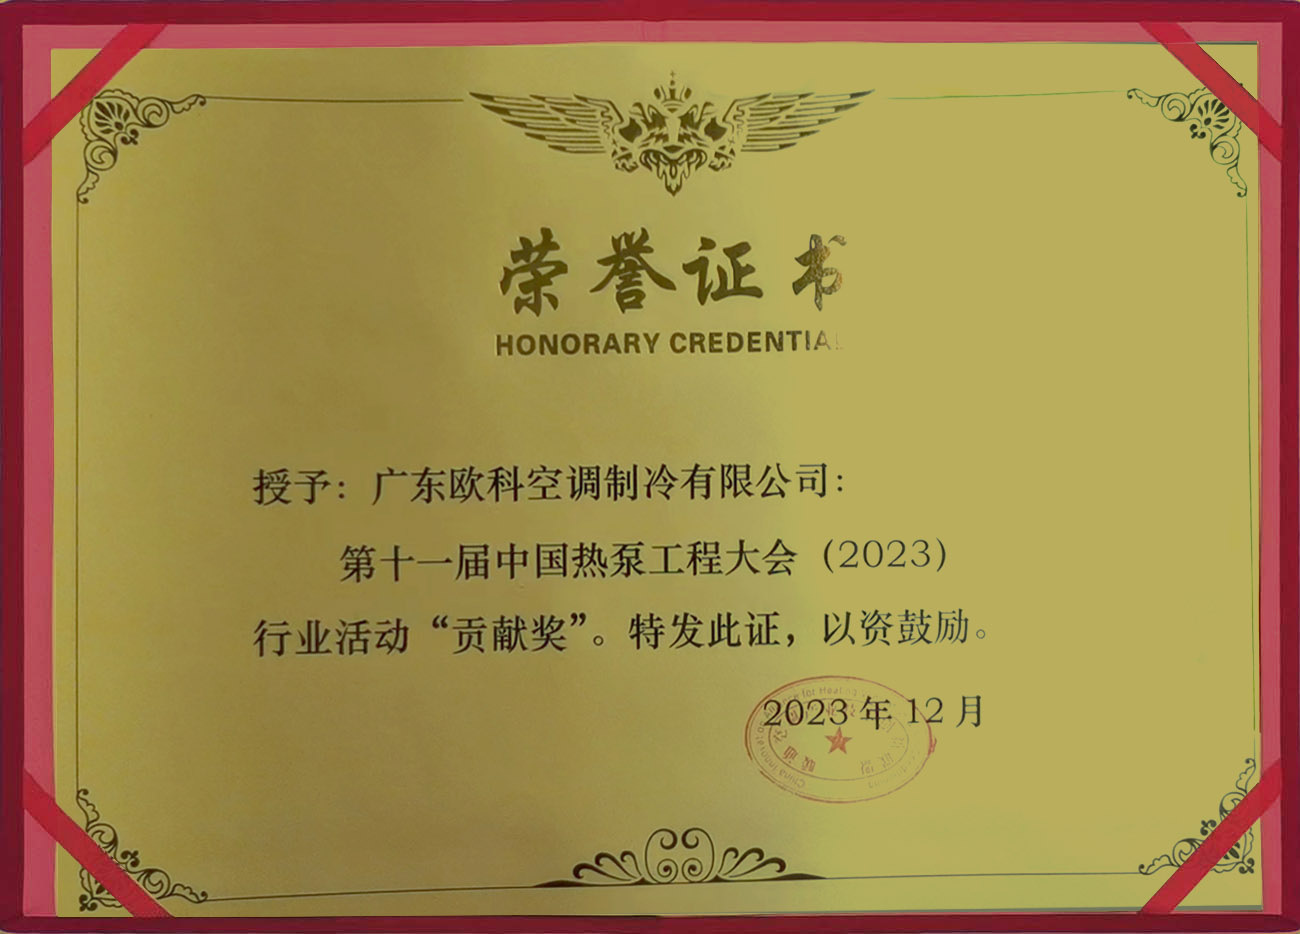 荣誉证书
HONORARY CREDENTIAL
授予：广东欧科空调制冷有限公司：
第十一届中国热泵工程大会（2023）
行业活动“贡献奖”。特发此证，以资鼓励。
2023年12月